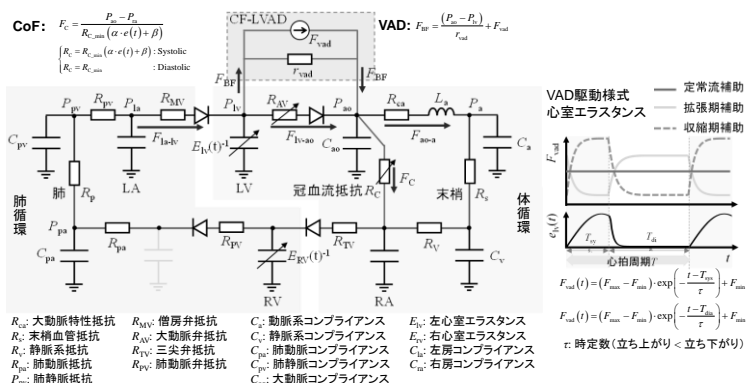 CoF: F_C = (P_ao − P_ra) / (R_C_min (α·e(t)+β))
R_C = R_C_min (α·e(t)+β) : Systolic
R_C = R_C_min : Diastolic
CF-LVAD
F_vad
r_vad
VAD: F_BF = (P_ao − P_lv) / r_vad + F_vad
F_BF
F_BF
P_pv
R_pv
P_la
R_MV
P_lv
R_AV
P_ao
R_ca
L_a
P_a
C_pv
F_la-lv
E_lv(t)^-1
F_lv-ao
C_ao
F_ao-a
C_a
肺
R_p
LA
LV
冠血流抵抗R_C
F_C
末梢
R_s
肺循環
体循環
P_pa
R_pa
R_PV
R_TV
R_V
C_pa
E_RV(t)^-1
C_v
RV
RA
VAD駆動様式
心室エラスタンス
定常流補助
拡張期補助
収縮期補助
F_vad
e_lv(t)
T_sy
T_di
t
心拍周期T
F_vad(t)=(F_max − F_min)·exp(−(t−T_sys)/τ)+F_min
F_vad(t)=(F_max − F_min)·exp(−(t−T_dia)/τ)+F_min
τ: 時定数(立ち上がり < 立ち下がり)
R_ca: 大動脈特性抵抗
R_s: 末梢血管抵抗
R_v: 静脈系抵抗
R_pa: 肺動脈抵抗
R_pv: 肺静脈抵抗
R_MV: 僧房弁抵抗
R_AV: 大動脈弁抵抗
R_TV: 三尖弁抵抗
R_PV: 肺動脈弁抵抗
C_a: 動脈系コンプライアンス
C_v: 静脈系コンプライアンス
C_pa: 肺動脈コンプライアンス
C_pv: 肺静脈コンプライアンス
C_ao: 大動脈コンプライアンス
E_lv: 左心室エラスタンス
E_rv: 右心室エラスタンス
C_la: 左房コンプライアンス
C_ra: 右房コンプライアンス